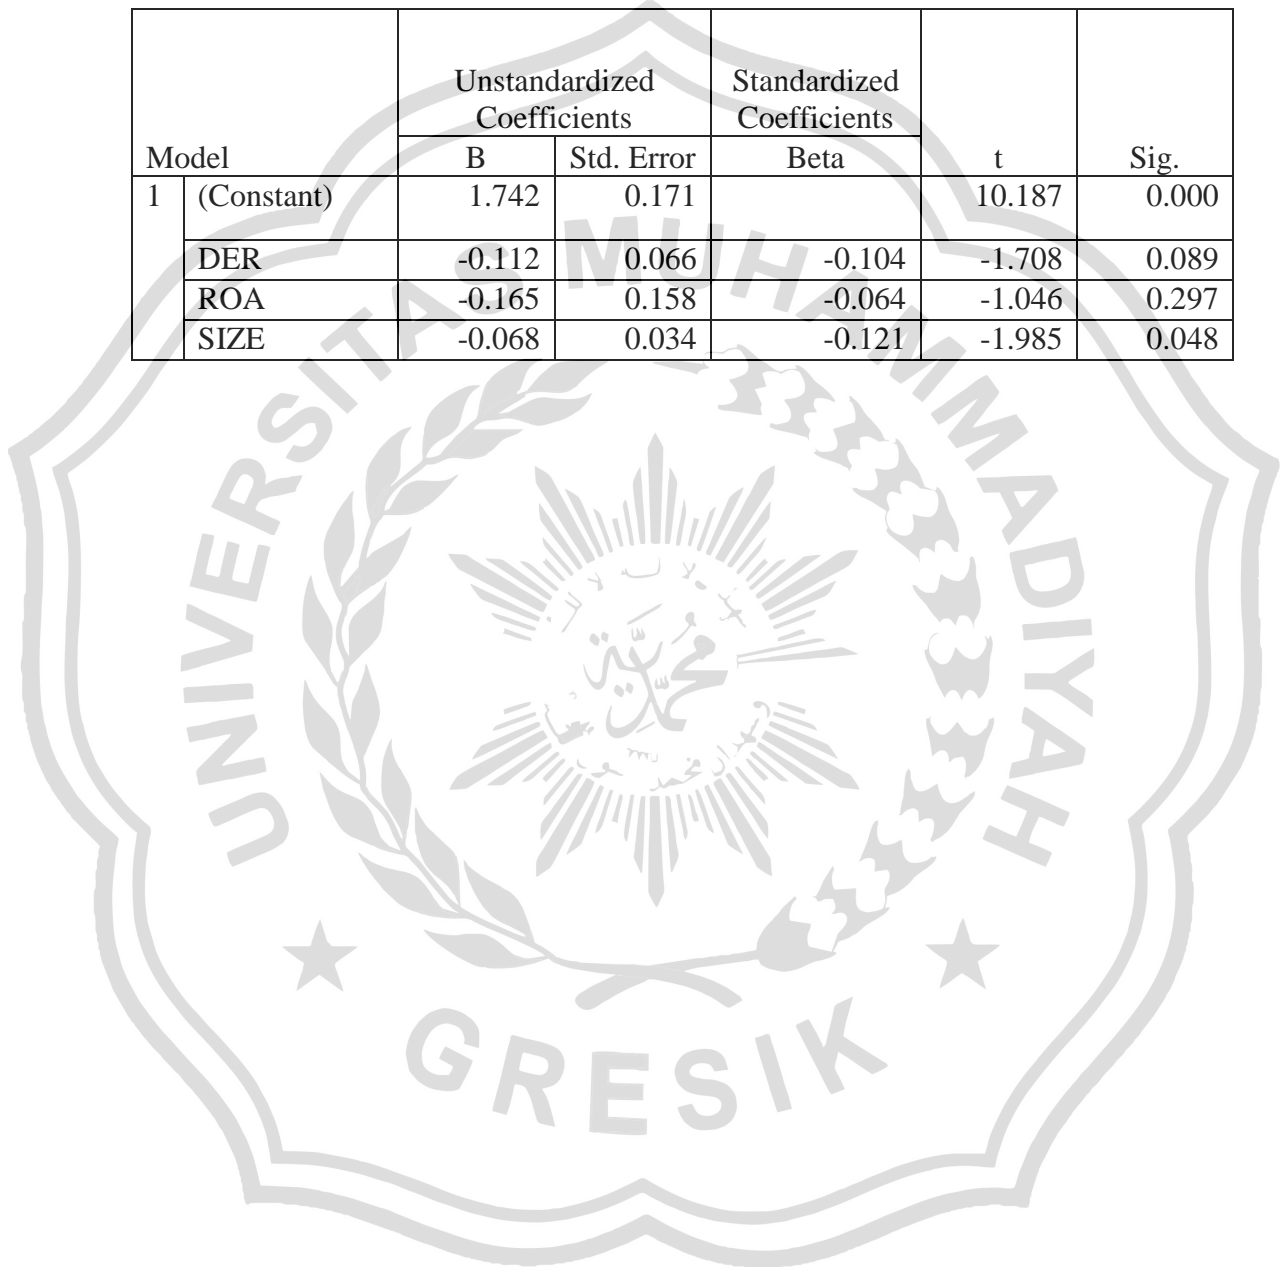 Unstandardized Coefficients Standardized Coefficients
Model B Std. Error Beta t Sig.
1 (Constant) 1.742 0.171 10.187 0.000
DER -0.112 0.066 -0.104 -1.708 0.089
ROA -0.165 0.158 -0.064 -1.046 0.297
SIZE -0.068 0.034 -0.121 -1.985 0.048
UNIVERSITAS MUHAMMADIYAH
محمدية
GRESIK